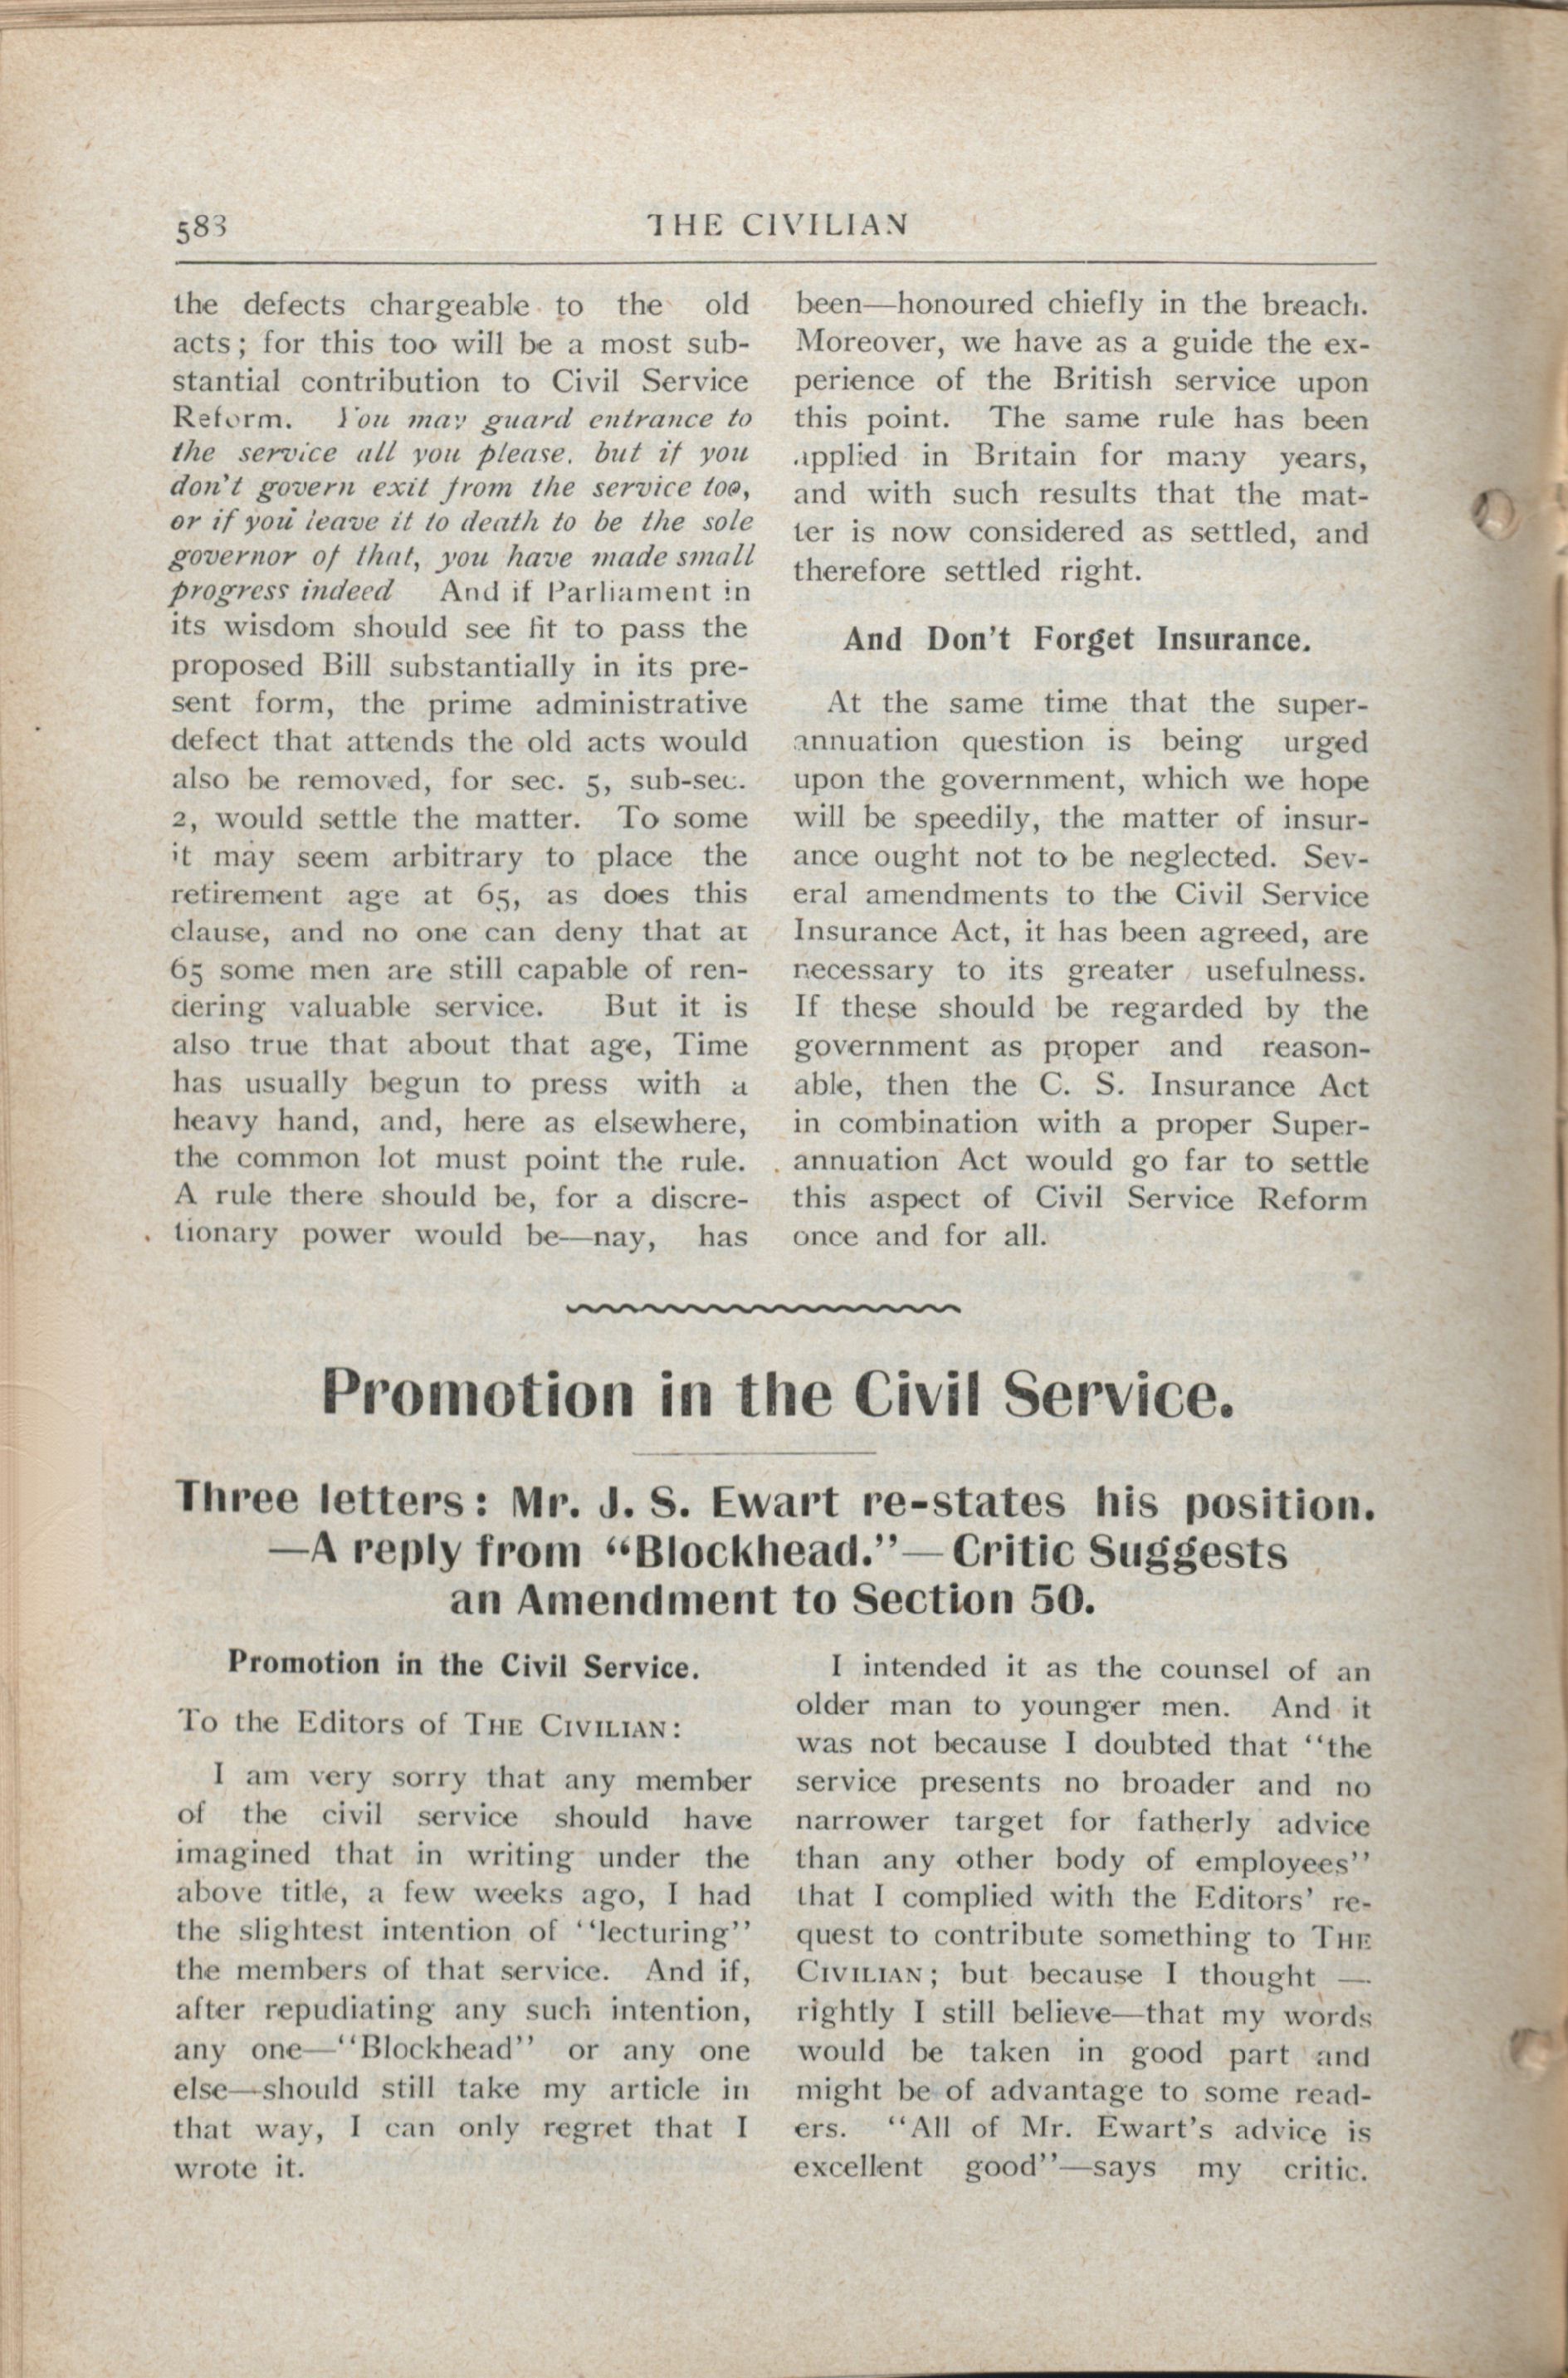 583
THE CIVILIAN
the defects chargeable to the old
acts; for this too will be a most sub-
stantial contribution to Civil Service
Reform. You may guard entrance to
the service all you please, but if you
don't govern exit from the service too,
or if you leave it to death to be the sole
governor of that, you have made small
progress indeed And if Parliament in
its wisdom should see fit to pass the
proposed Bill substantially in its pre-
sent form, the prime administrative
defect that attends the old acts would
also be removed, for sec. 5, sub-sec.
2, would settle the matter. To some
it may seem arbitrary to place the
retirement age at 65, as does this
clause, and no one can deny that at
65 some men are still capable of ren-
dering valuable service. But it is
also true that about that age, Time
has usually begun to press with a
heavy hand, and, here as elsewhere,
the common lot must point the rule.
A rule there should be, for a discre-
tionary power would be—nay, has
been—honoured chiefly in the breach.
Moreover, we have as a guide the ex-
perience of the British service upon
this point. The same rule has been
applied in Britain for many years,
and with such results that the mat-
ter is now considered as settled, and
therefore settled right.
And Don't Forget Insurance.
At the same time that the super-
annuation question is being urged
upon the government, which we hope
will be speedily, the matter of insur-
ance ought not to be neglected. Sev-
eral amendments to the Civil Service
Insurance Act, it has been agreed, are
necessary to its greater usefulness.
If these should be regarded by the
government as proper and reason-
able, then the C. S. Insurance Act
in combination with a proper Super-
annuation Act would go far to settle
this aspect of Civil Service Reform
once and for all.
Promotion in the Civil Service.
Three letters: Mr. J. S. Ewart re-states his position.
—A reply from "Blockhead."—Critic Suggests
an Amendment to Section 50.
Promotion in the Civil Service.
To the Editors of THE CIVILIAN:
I am very sorry that any member
of the civil service should have
imagined that in writing under the
above title, a few weeks ago, I had
the slightest intention of "lecturing"
the members of that service. And if,
after repudiating any such intention,
any one—"Blockhead" or any one
else—should still take my article in
that way, I can only regret that I
wrote it.
I intended it as the counsel of an
older man to younger men. And it
was not because I doubted that "the
service presents no broader and no
narrower target for fatherly advice
than any other body of employees"
that I complied with the Editors' re-
quest to contribute something to THE
CIVILIAN; but because I thought —
rightly I still believe—that my words
would be taken in good part and
might be of advantage to some read-
ers. "All of Mr. Ewart's advice is
excellent good"—says my critic.